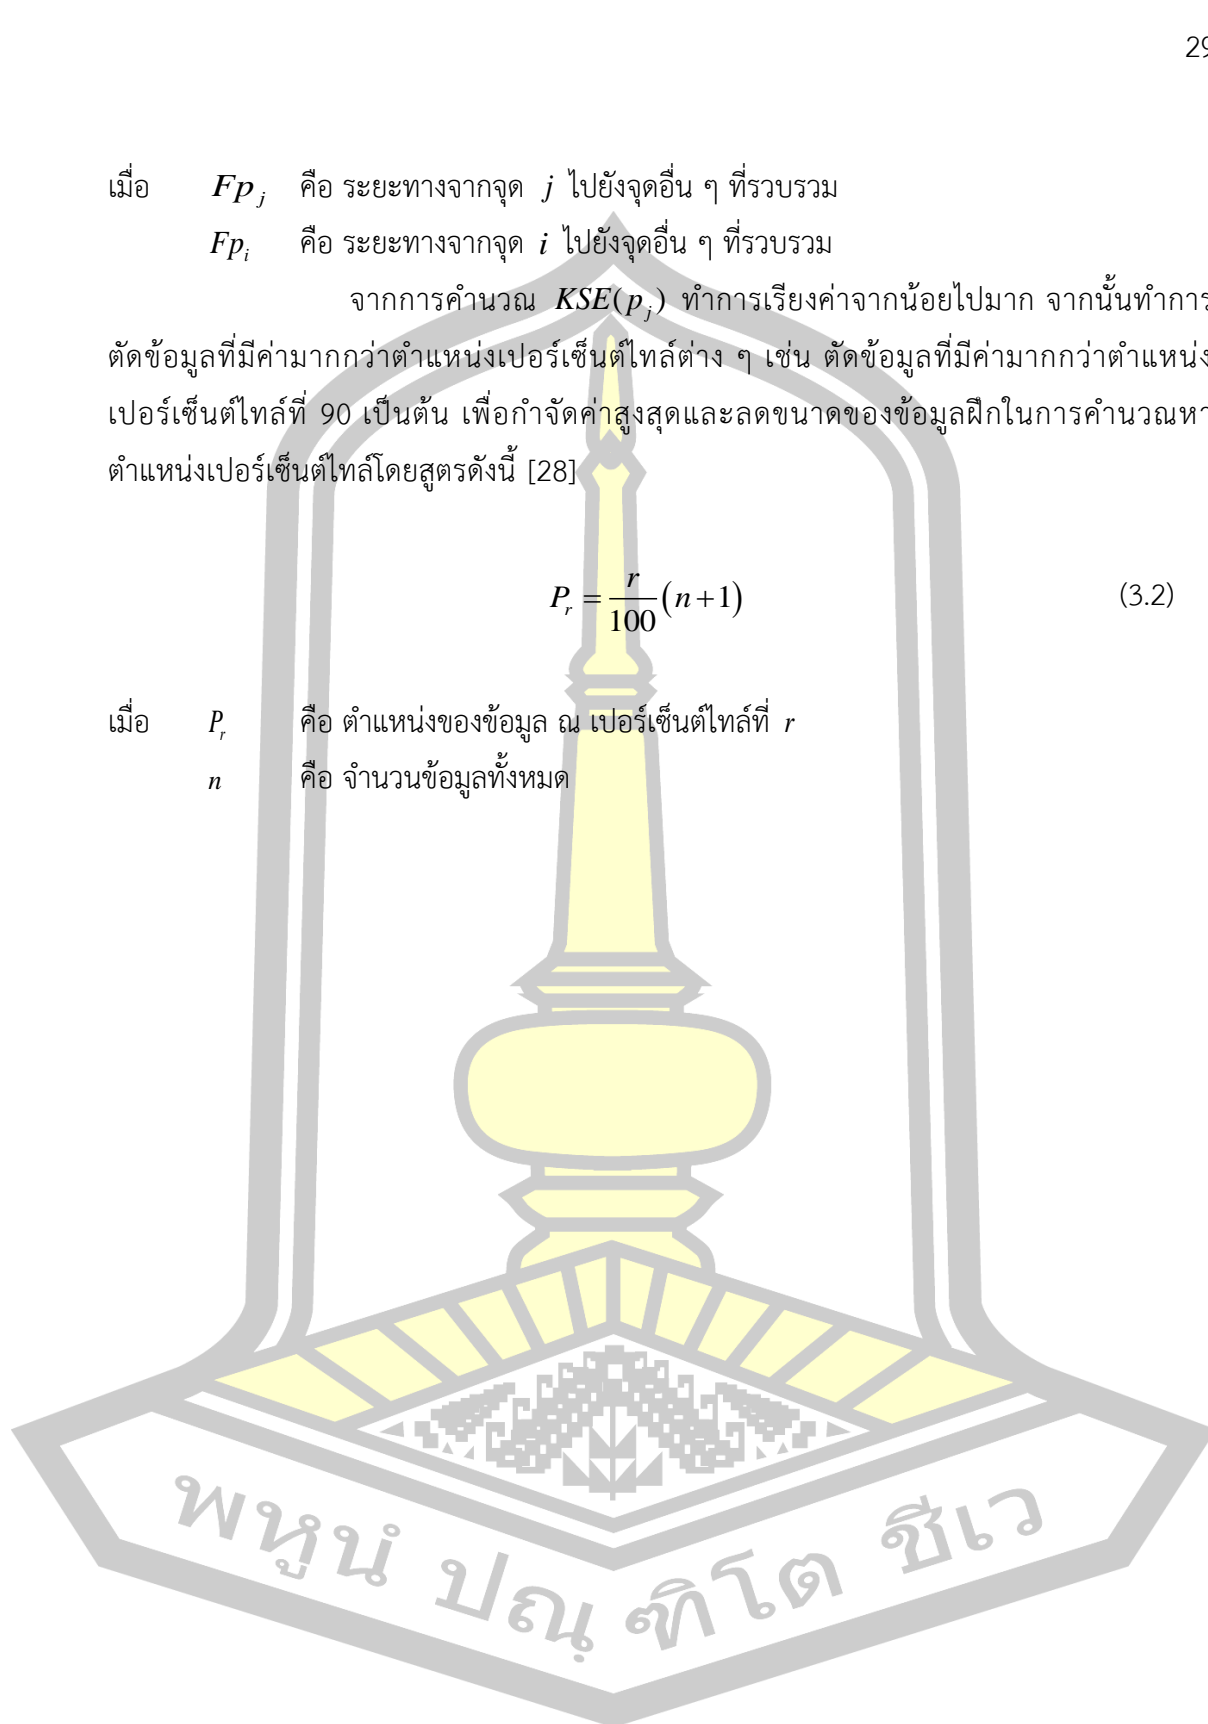 29
เมื่อ Fp_j คือ ระยะทางจากจุด j ไปยังจุดอื่น ๆ ที่รวบรวม
Fp_i คือ ระยะทางจากจุด i ไปยังจุดอื่น ๆ ที่รวบรวม
จากการคำนวณ KSE(p_j) ทำการเรียงค่าจากน้อยไปมาก จากนั้นทำการ
ตัดข้อมูลที่มีค่ามากกว่าตำแหน่งเปอร์เซ็นต์ไทล์ต่าง ๆ เช่น ตัดข้อมูลที่มีค่ามากกว่าตำแหน่ง
เปอร์เซ็นต์ไทล์ที่ 90 เป็นต้น เพื่อกำจัดค่าสูงสุดและลดขนาดของข้อมูลฝึกในการคำนวณหา
ตำแหน่งเปอร์เซ็นต์ไทล์โดยสูตรดังนี้ [28]
P_r = r/100 (n+1) (3.2)
เมื่อ P_r คือ ตำแหน่งของข้อมูล ณ เปอร์เซ็นต์ไทล์ที่ r
n คือ จำนวนข้อมูลทั้งหมด
พหูนํ ปณฺฑิโต ชีเว